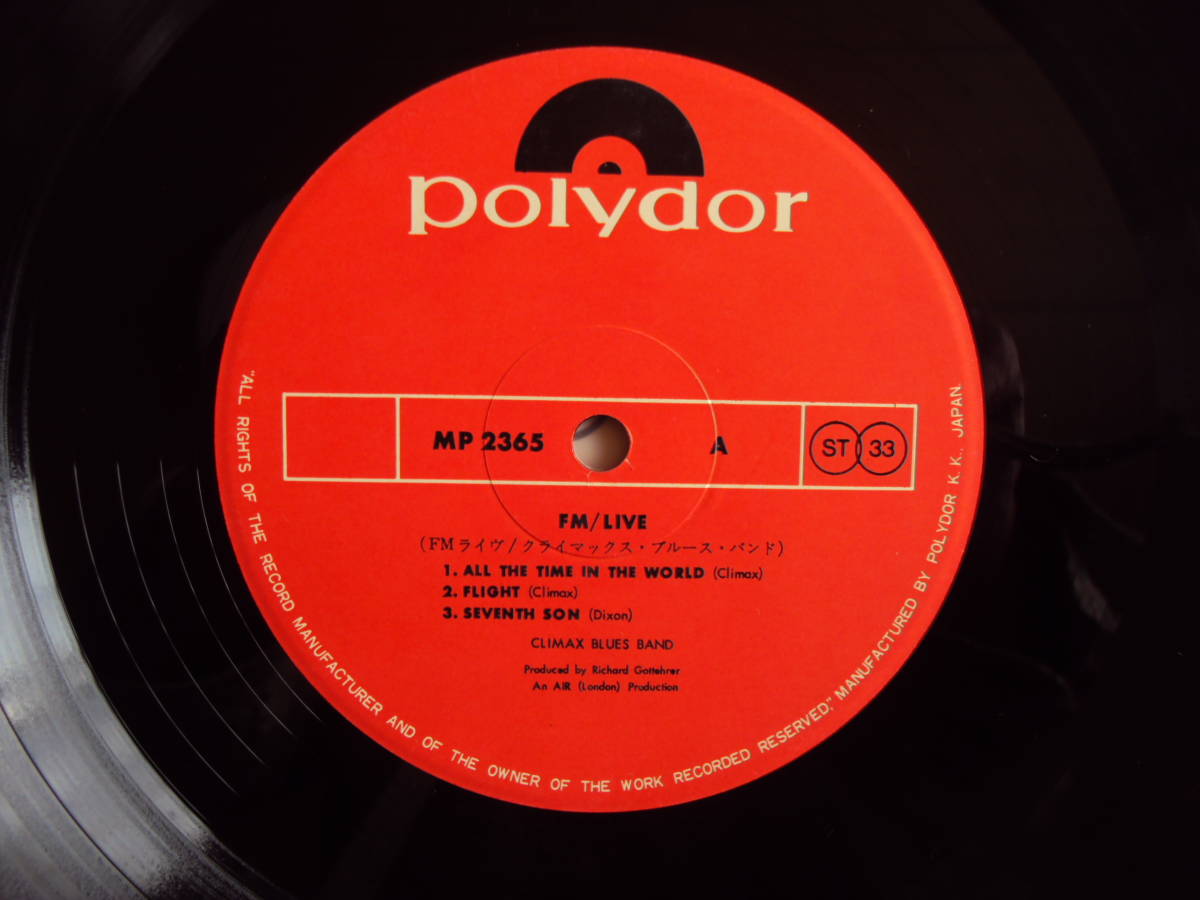 polydor
MP 2365 A ST 33
FM/LIVE
(FMライヴ/クライマックス・ブルース・バンド)
1. ALL THE TIME IN THE WORLD (Climax)
2. FLIGHT (Climax)
3. SEVENTH SON (Dixon)
CLIMAX BLUES BAND
Produced by Richard Gottehrer
An AIR (London) Production
"ALL RIGHTS OF THE RECORD MANUFACTURER AND OF THE OWNER OF THE WORK RECORDED RESERVED," MANUFACTURED BY POLYDOR K.K., JAPAN.